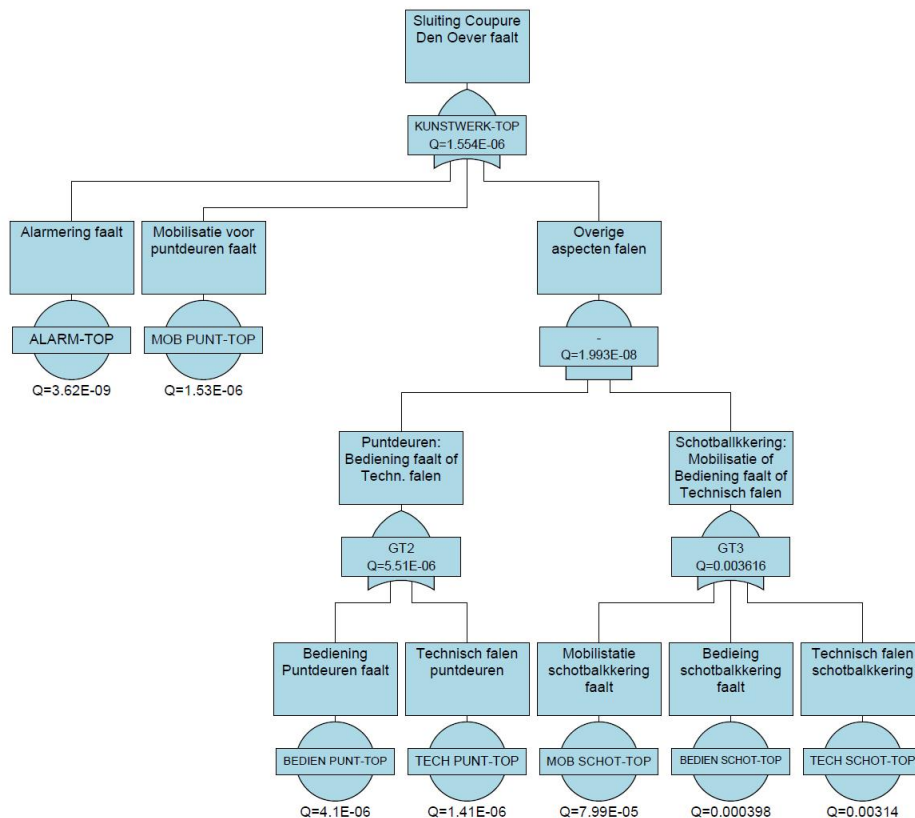 Sluiting Coupure
Den Oever faalt
KUNSTWERK-TOP
Q=1.554E-06
Alarmering faalt
Mobilisatie voor
puntdeuren faalt
Overige
aspecten falen
ALARM-TOP
Q=3.62E-09
MOB PUNT-TOP
Q=1.53E-06
-
Q=1.993E-08
Puntdeuren:
Bediening faalt of
Techn. falen
Schotballkkering:
Mobilisatie of
Bediening faalt of
Technisch falen
GT2
Q=5.51E-06
GT3
Q=0.003616
Bediening
Puntdeuren faalt
Technisch falen
puntdeuren
Mobilistatie
schotbalkkering
faalt
Bedieing
schotbalkkering
faalt
Technisch falen
schotbalkkering
BEDIEN PUNT-TOP
Q=4.1E-06
TECH PUNT-TOP
Q=1.41E-06
MOB SCHOT-TOP
Q=7.99E-05
BEDIEN SCHOT-TOP
Q=0.000398
TECH SCHOT-TOP
Q=0.00314